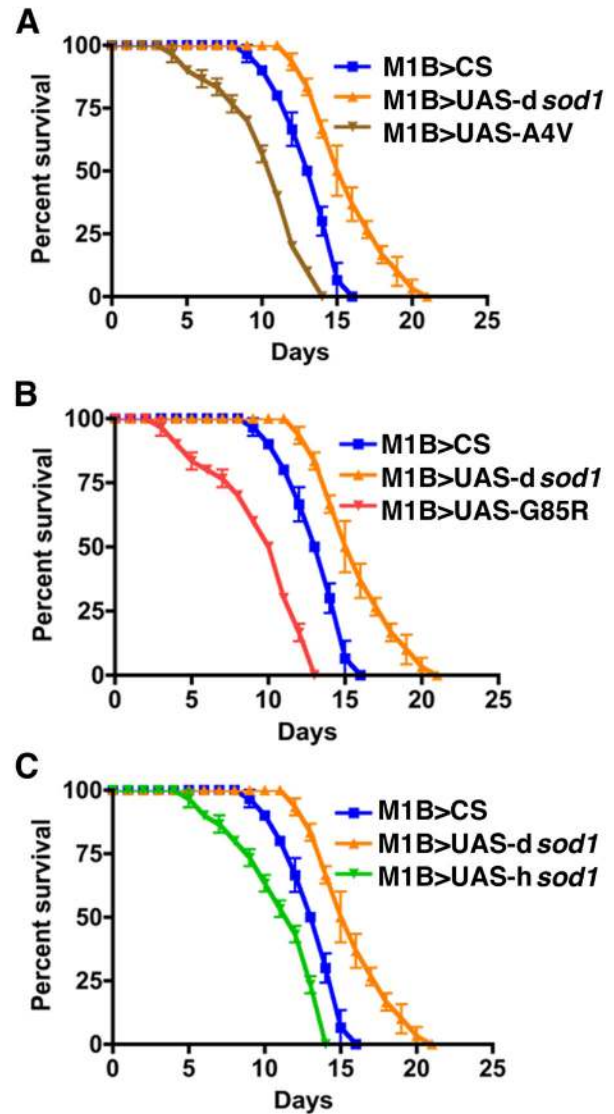 A
100
75
50
25
0
Percent survival
M1B>CS
M1B>UAS-d sod1
M1B>UAS-A4V
0 5 10 15 20 25
Days
B
100
75
50
25
0
Percent survival
M1B>CS
M1B>UAS-d sod1
M1B>UAS-G85R
0 5 10 15 20 25
Days
C
100
75
50
25
0
Percent survival
M1B>CS
M1B>UAS-d sod1
M1B>UAS-h sod1
0 5 10 15 20 25
Days